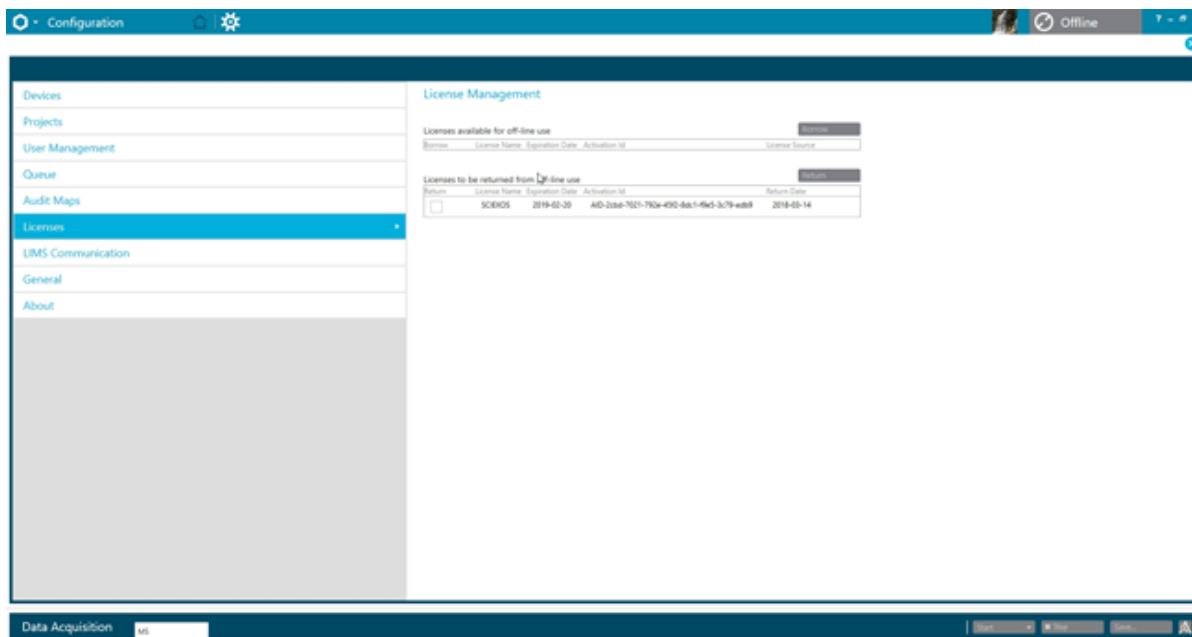 Configuration
Offline
? - 
Devices
Projects
User Management
Queue
Audit Maps
Licenses
LIMS Communication
General
About
License Management
Licenses available for off-line use
Borrow
Borrow License Name Expiration Date Activation Id License Source
Licenses to be returned from off-line use
Return
Return License Name Expiration Date Activation Id Return Date
SCIEXOS 2019-02-20 2018-03-14
Data Acquisition
MS
Start
Stop
Save...